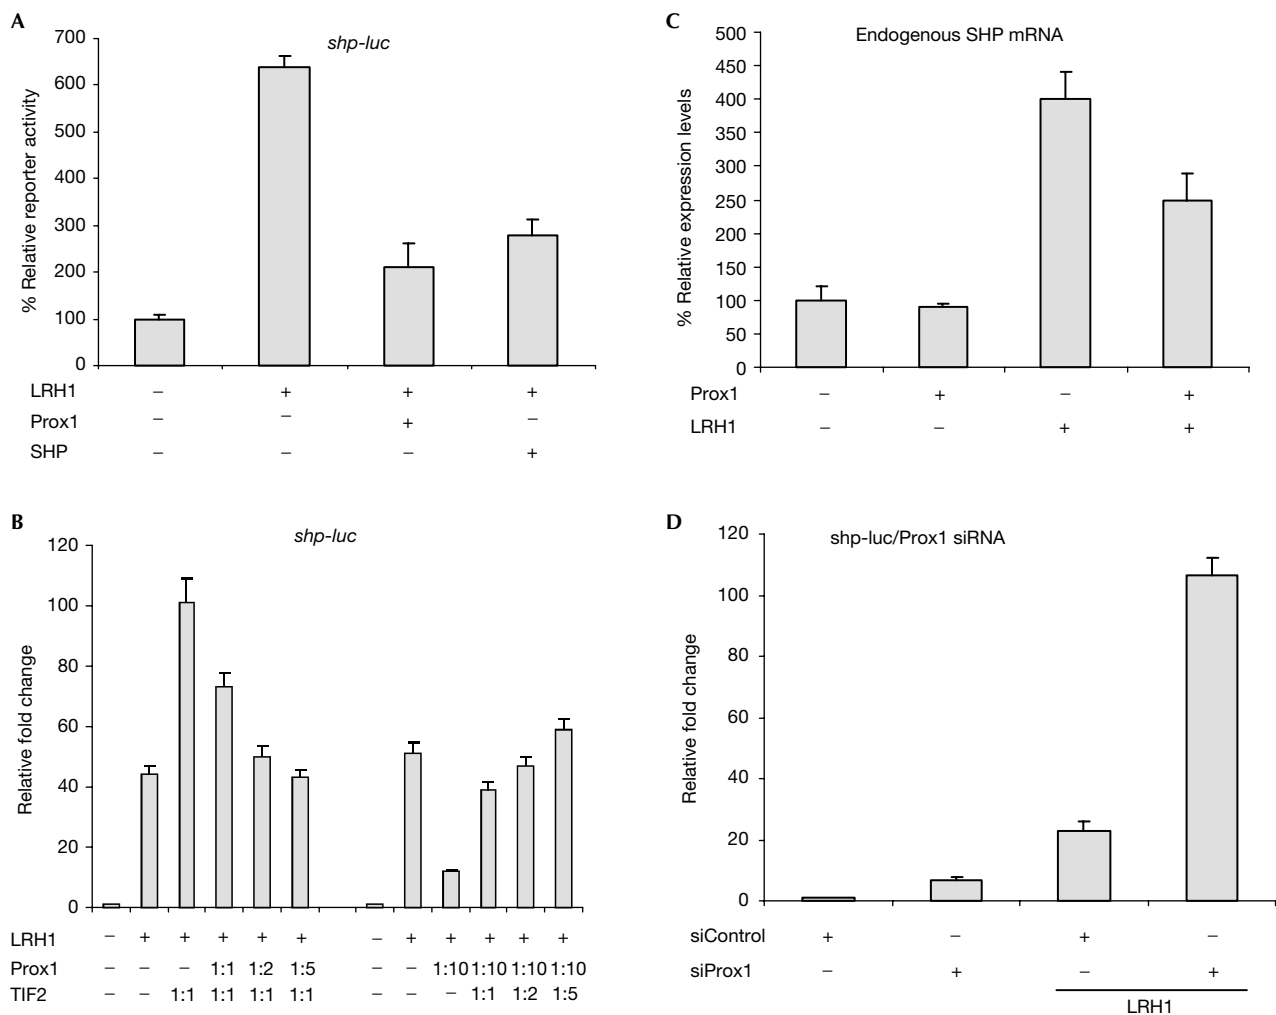 A
shp-luc
% Relative reporter activity
700
600
500
400
300
200
100
0
LRH1 – + + +
Prox1 – – + –
SHP – – – +
B
shp-luc
Relative fold change
120
100
80
60
40
20
0
LRH1 – + + + + + – + + + + +
Prox1 – – – 1:1 1:2 1:5 – – 1:10 1:10 1:10 1:10
TIF2 – – 1:1 1:1 1:1 1:1 – – – 1:1 1:2 1:5
C
Endogenous SHP mRNA
% Relative expression levels
500
450
400
350
300
250
200
150
100
50
0
Prox1 – + – +
LRH1 – – + +
D
shp-luc/Prox1 siRNA
Relative fold change
120
100
80
60
40
20
0
siControl + – + –
siProx1 – + – +
LRH1